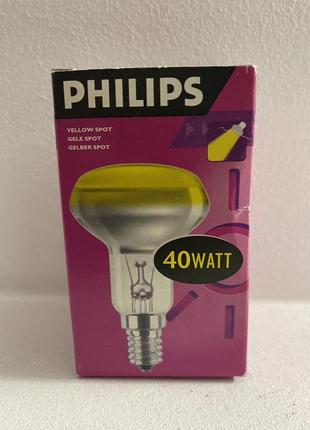 PHILIPS
YELLOW SPOT
GELE SPOT
GELBER SPOT
40WATT